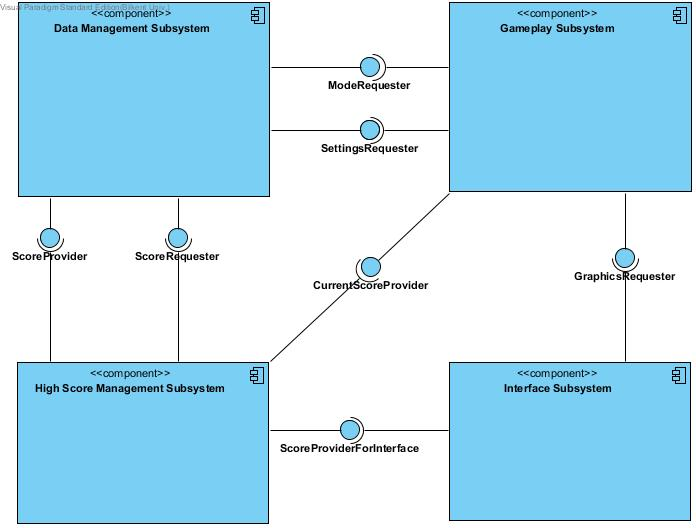 Visual Paradigm Standard Edition(Bilkent Univ.)
<<component>>
Data Management Subsystem
<<component>>
Gameplay Subsystem
ModeRequester
SettingsRequester
ScoreProvider
ScoreRequester
CurrentScoreProvider
GraphicsRequester
<<component>>
High Score Management Subsystem
<<component>>
Interface Subsystem
ScoreProviderForInterface